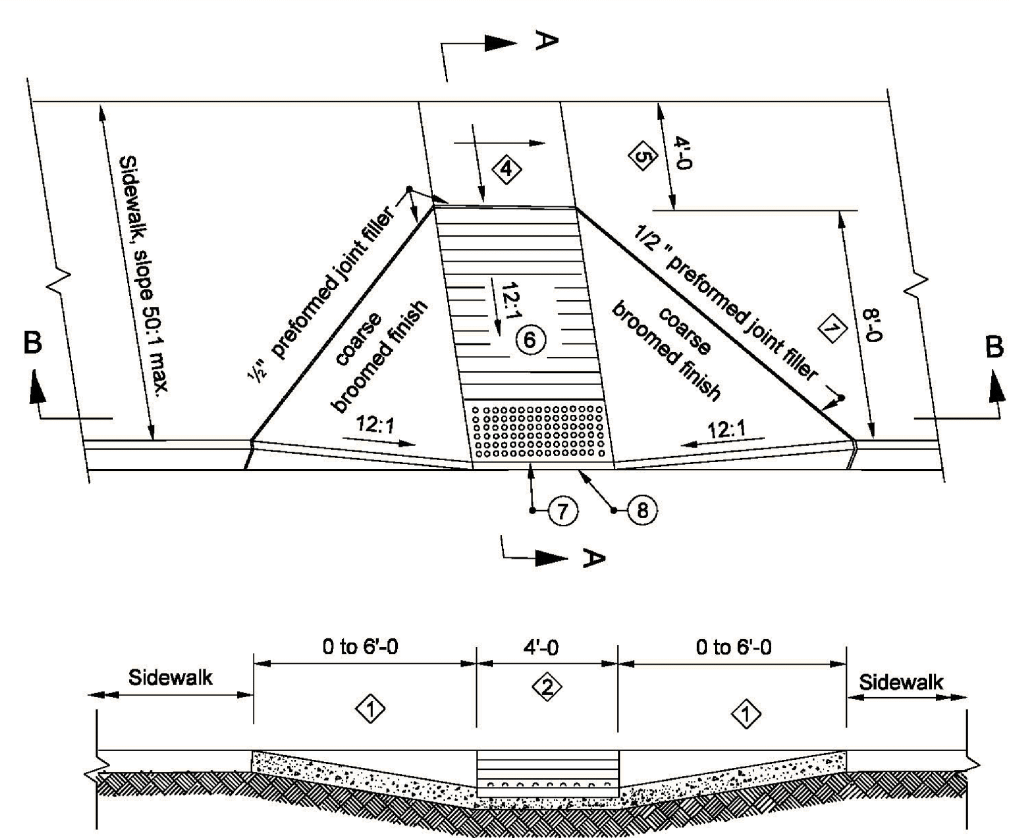 A
Sidewalk, slope 50:1 max.
4
5
4'-0
½" preformed joint filler
coarse
broomed finish
12:1
6
1/2 " preformed joint filler
coarse
broomed finish
7
8'-0
B
B
12:1
12:1
7
8
A
0 to 6'-0
4'-0
0 to 6'-0
Sidewalk
1
2
1
Sidewalk